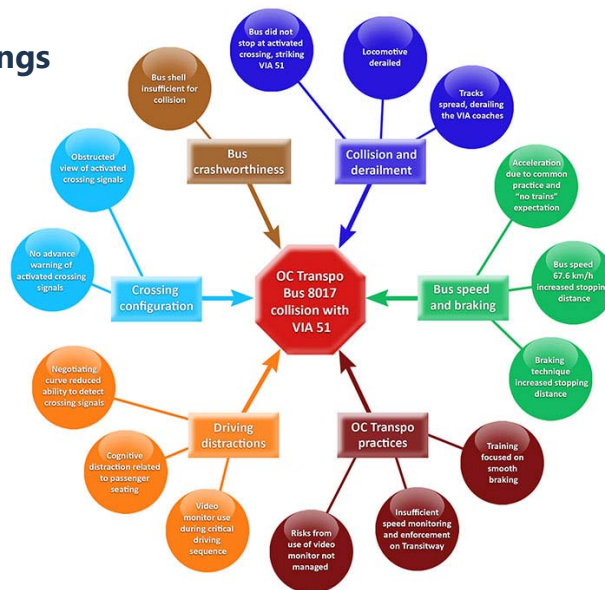 ngs
Bus did not
stop at activated
crossing, striking
VIA 51
Locomotive
derailed
Tracks
spread, derailing
the VIA coaches
Bus shell
insufficient for
collision
Bus
crashworthiness
Collision and
derailment
Obstructed
view of activated
crossing signals
No advance
warning of
activated crossing
signals
Crossing
configuration
OC Transpo
Bus 8017
collision with
VIA 51
Acceleration
due to common
practice and
“no trains”
expectation
Bus speed
67.6 km/h
increased stopping
distance
Braking
technique
increased stopping
distance
Bus speed
and braking
Negotiating
curve reduced
ability to detect
crossing signals
Cognitive
distraction related
to passenger
seating
Video
monitor use
during critical
driving
sequence
Driving
distractions
OC Transpo
practices
Training
focused on
smooth
braking
Insufficient
speed monitoring
and enforcement
on Transitway
Risks from
use of video
monitor not
managed